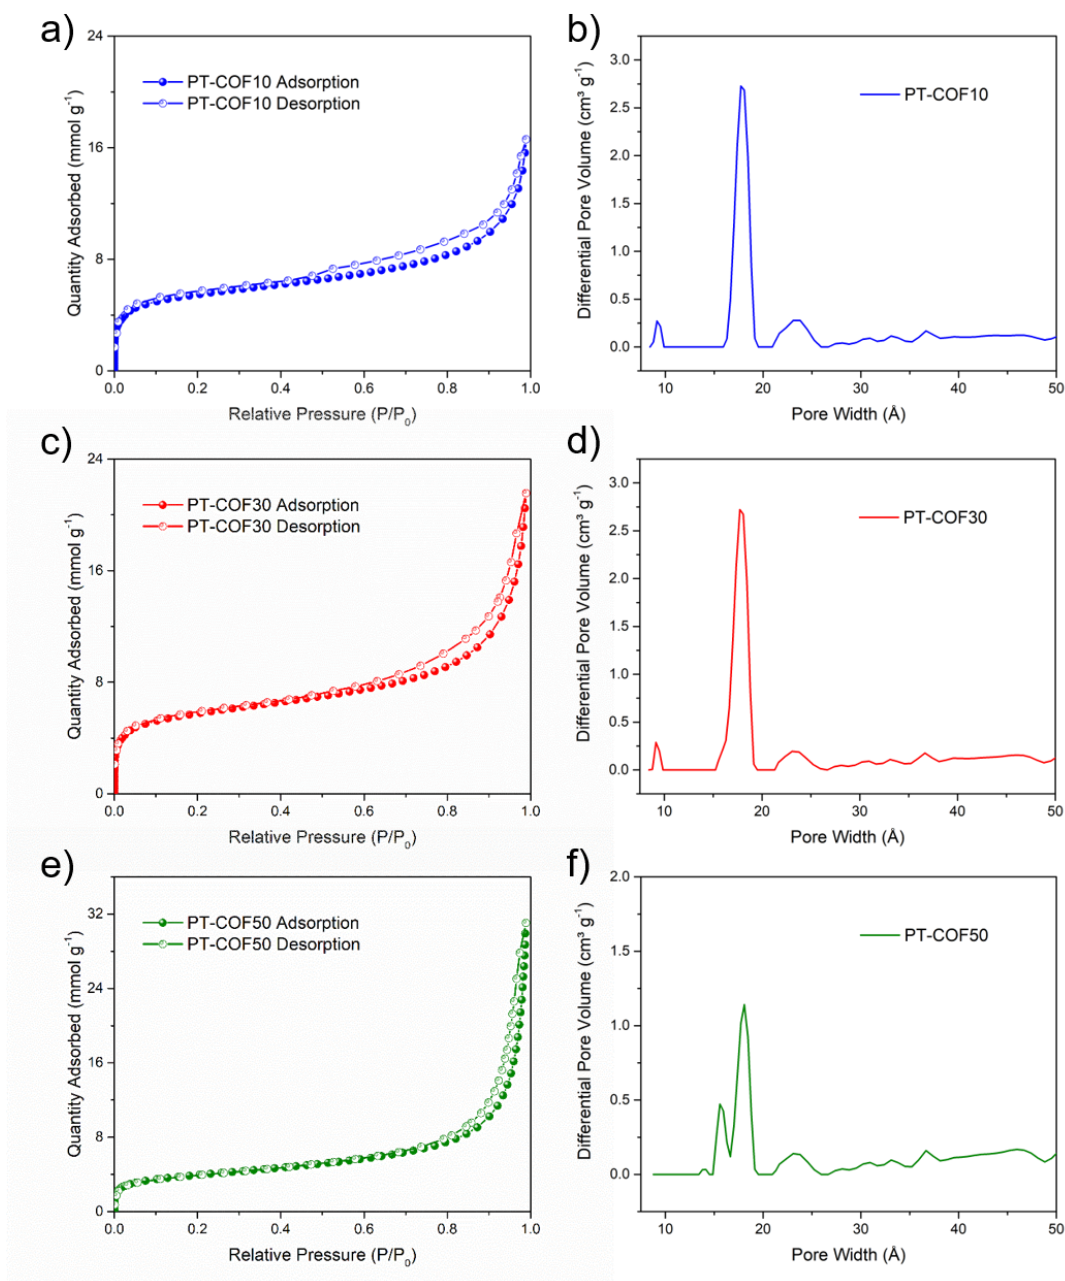 a)
24
16
8
0
Quantity Adsorbed (mmol g⁻¹)
PT-COF10 Adsorption
PT-COF10 Desorption
0.0 0.2 0.4 0.6 0.8 1.0
Relative Pressure (P/P₀)
b)
3.0
2.5
2.0
1.5
1.0
0.5
0.0
Differential Pore Volume (cm³ g⁻¹)
PT-COF10
10 20 30 40 50
Pore Width (Å)
c)
24
16
8
0
Quantity Adsorbed (mmol g⁻¹)
PT-COF30 Adsorption
PT-COF30 Desorption
0.0 0.2 0.4 0.6 0.8 1.0
Relative Pressure (P/P₀)
d)
3.0
2.5
2.0
1.5
1.0
0.5
0.0
Differential Pore Volume (cm³ g⁻¹)
PT-COF30
10 20 30 40 50
Pore Width (Å)
e)
32
24
16
8
0
Quantity Adsorbed (mmol g⁻¹)
PT-COF50 Adsorption
PT-COF50 Desorption
0.0 0.2 0.4 0.6 0.8 1.0
Relative Pressure (P/P₀)
f)
2.0
1.5
1.0
0.5
0.0
Differential Pore Volume (cm³ g⁻¹)
PT-COF50
10 20 30 40 50
Pore Width (Å)